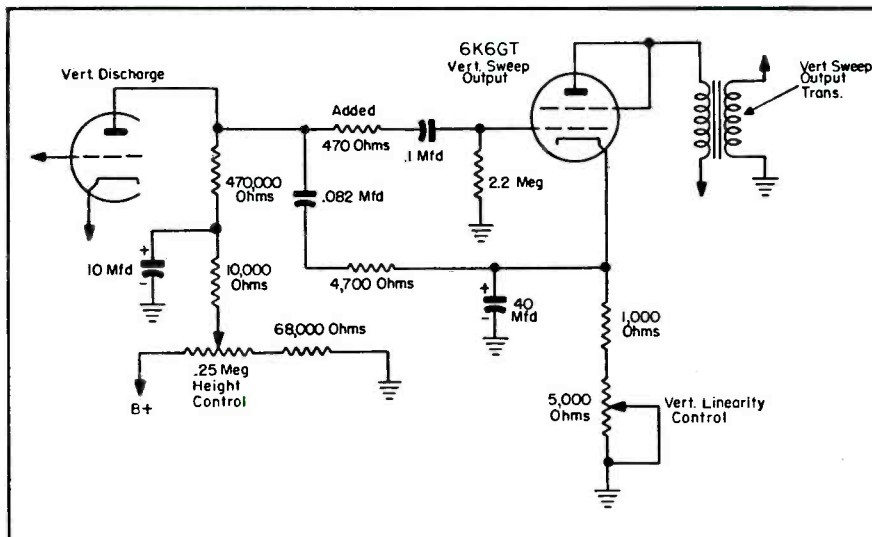 6K6GT
Vert. Sweep
Output
Vert. Discharge
Vert Sweep
Output
Trans.
Added
470 Ohms
.1 Mfd
470,000
Ohms
.082 Mfd
2.2 Meg
+
10 Mfd
-
10,000
Ohms
4,700 Ohms
+
40
Mfd
-
1,000
Ohms
68,000 Ohms
.25 Meg
Height
Control
B+
5,000
Ohms
Vert. Linearity
Control